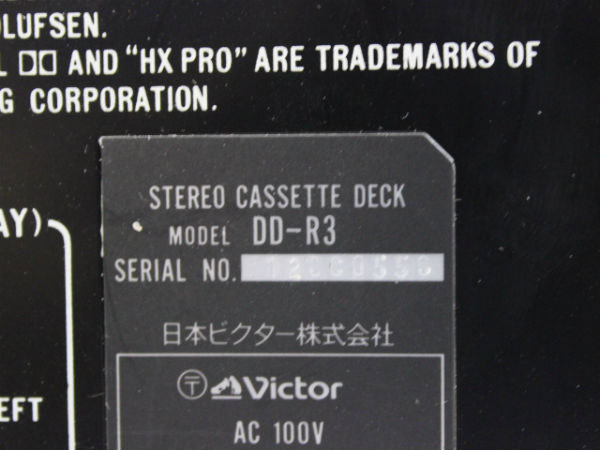 OLUFSEN.
L AND "HX PRO" ARE TRADEMARKS OF
G CORPORATION.
STEREO CASSETTE DECK
AY) MODEL DD-R3
SERIAL NO.
日本ビクター株式会社
〒 Victor
EFT
AC 100V